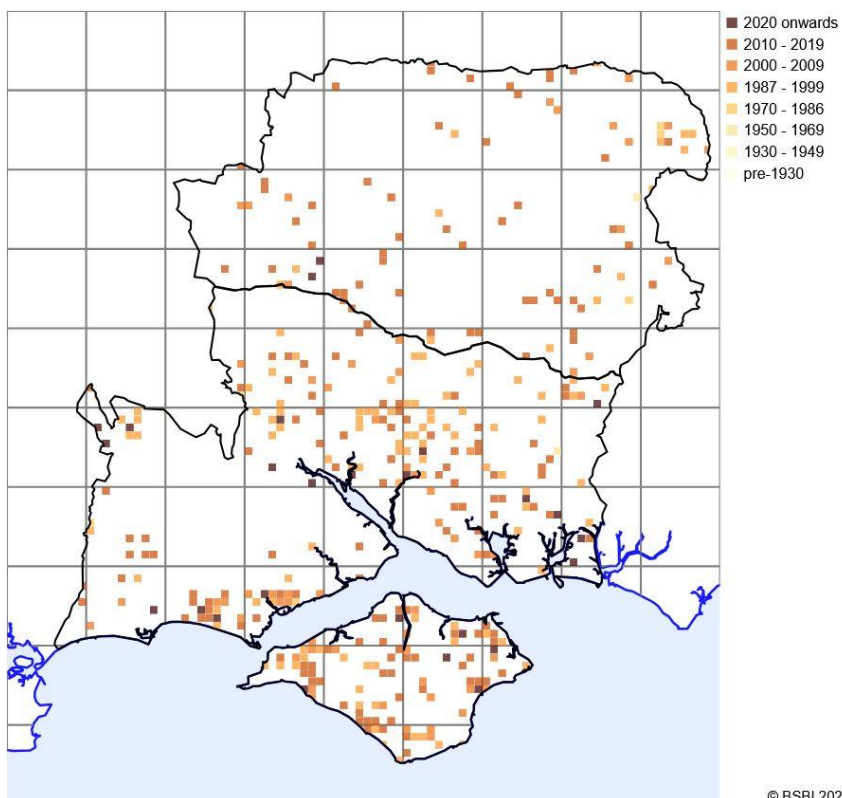 2020 onwards
2010 - 2019
2000 - 2009
1987 - 1999
1970 - 1986
1950 - 1969
1930 - 1949
pre-1930
© BSBI 202